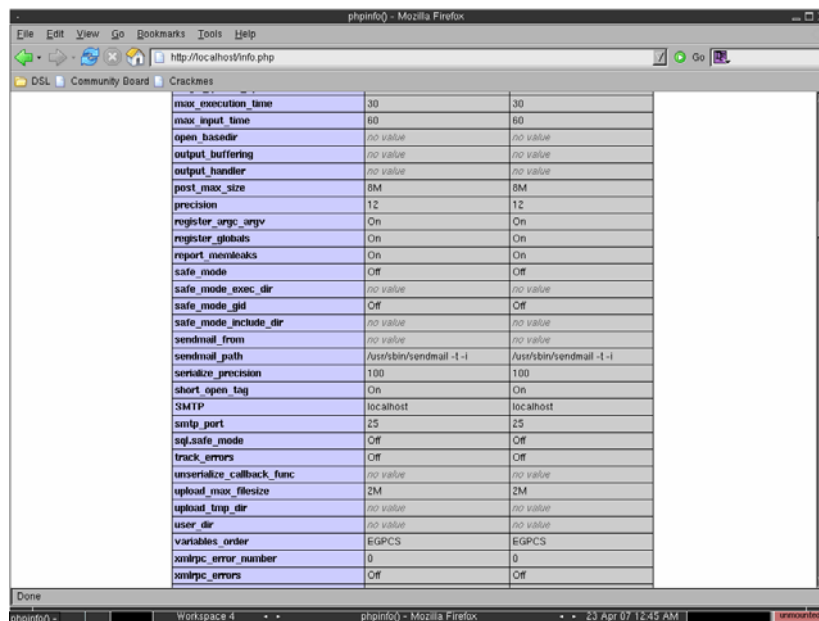 phpinfo() - Mozilla Firefox
File Edit View Go Bookmarks Tools Help
http://localhost/info.php Go
DSL Community Board Crackmes
max_execution_time 30 30
max_input_time 60 60
open_basedir no value no value
output_buffering no value no value
output_handler no value no value
post_max_size 8M 8M
precision 12 12
register_argc_argv On On
register_globals On On
report_memleaks On On
safe_mode Off Off
safe_mode_exec_dir no value no value
safe_mode_gid Off Off
safe_mode_include_dir no value no value
sendmail_from no value no value
sendmail_path /usr/sbin/sendmail -t -i /usr/sbin/sendmail -t -i
serialize_precision 100 100
short_open_tag On On
SMTP localhost localhost
smtp_port 25 25
sql.safe_mode Off Off
track_errors Off Off
unserialize_callback_func no value no value
upload_max_filesize 2M 2M
upload_tmp_dir no value no value
user_dir no value no value
variables_order EGPCS EGPCS
xmlrpc_error_number 0 0
xmlrpc_errors Off Off
Done
phpinfo() - Workspace 4 phpinfo() - Mozilla Firefox 23 Apr 07 12:45 AM unmounted